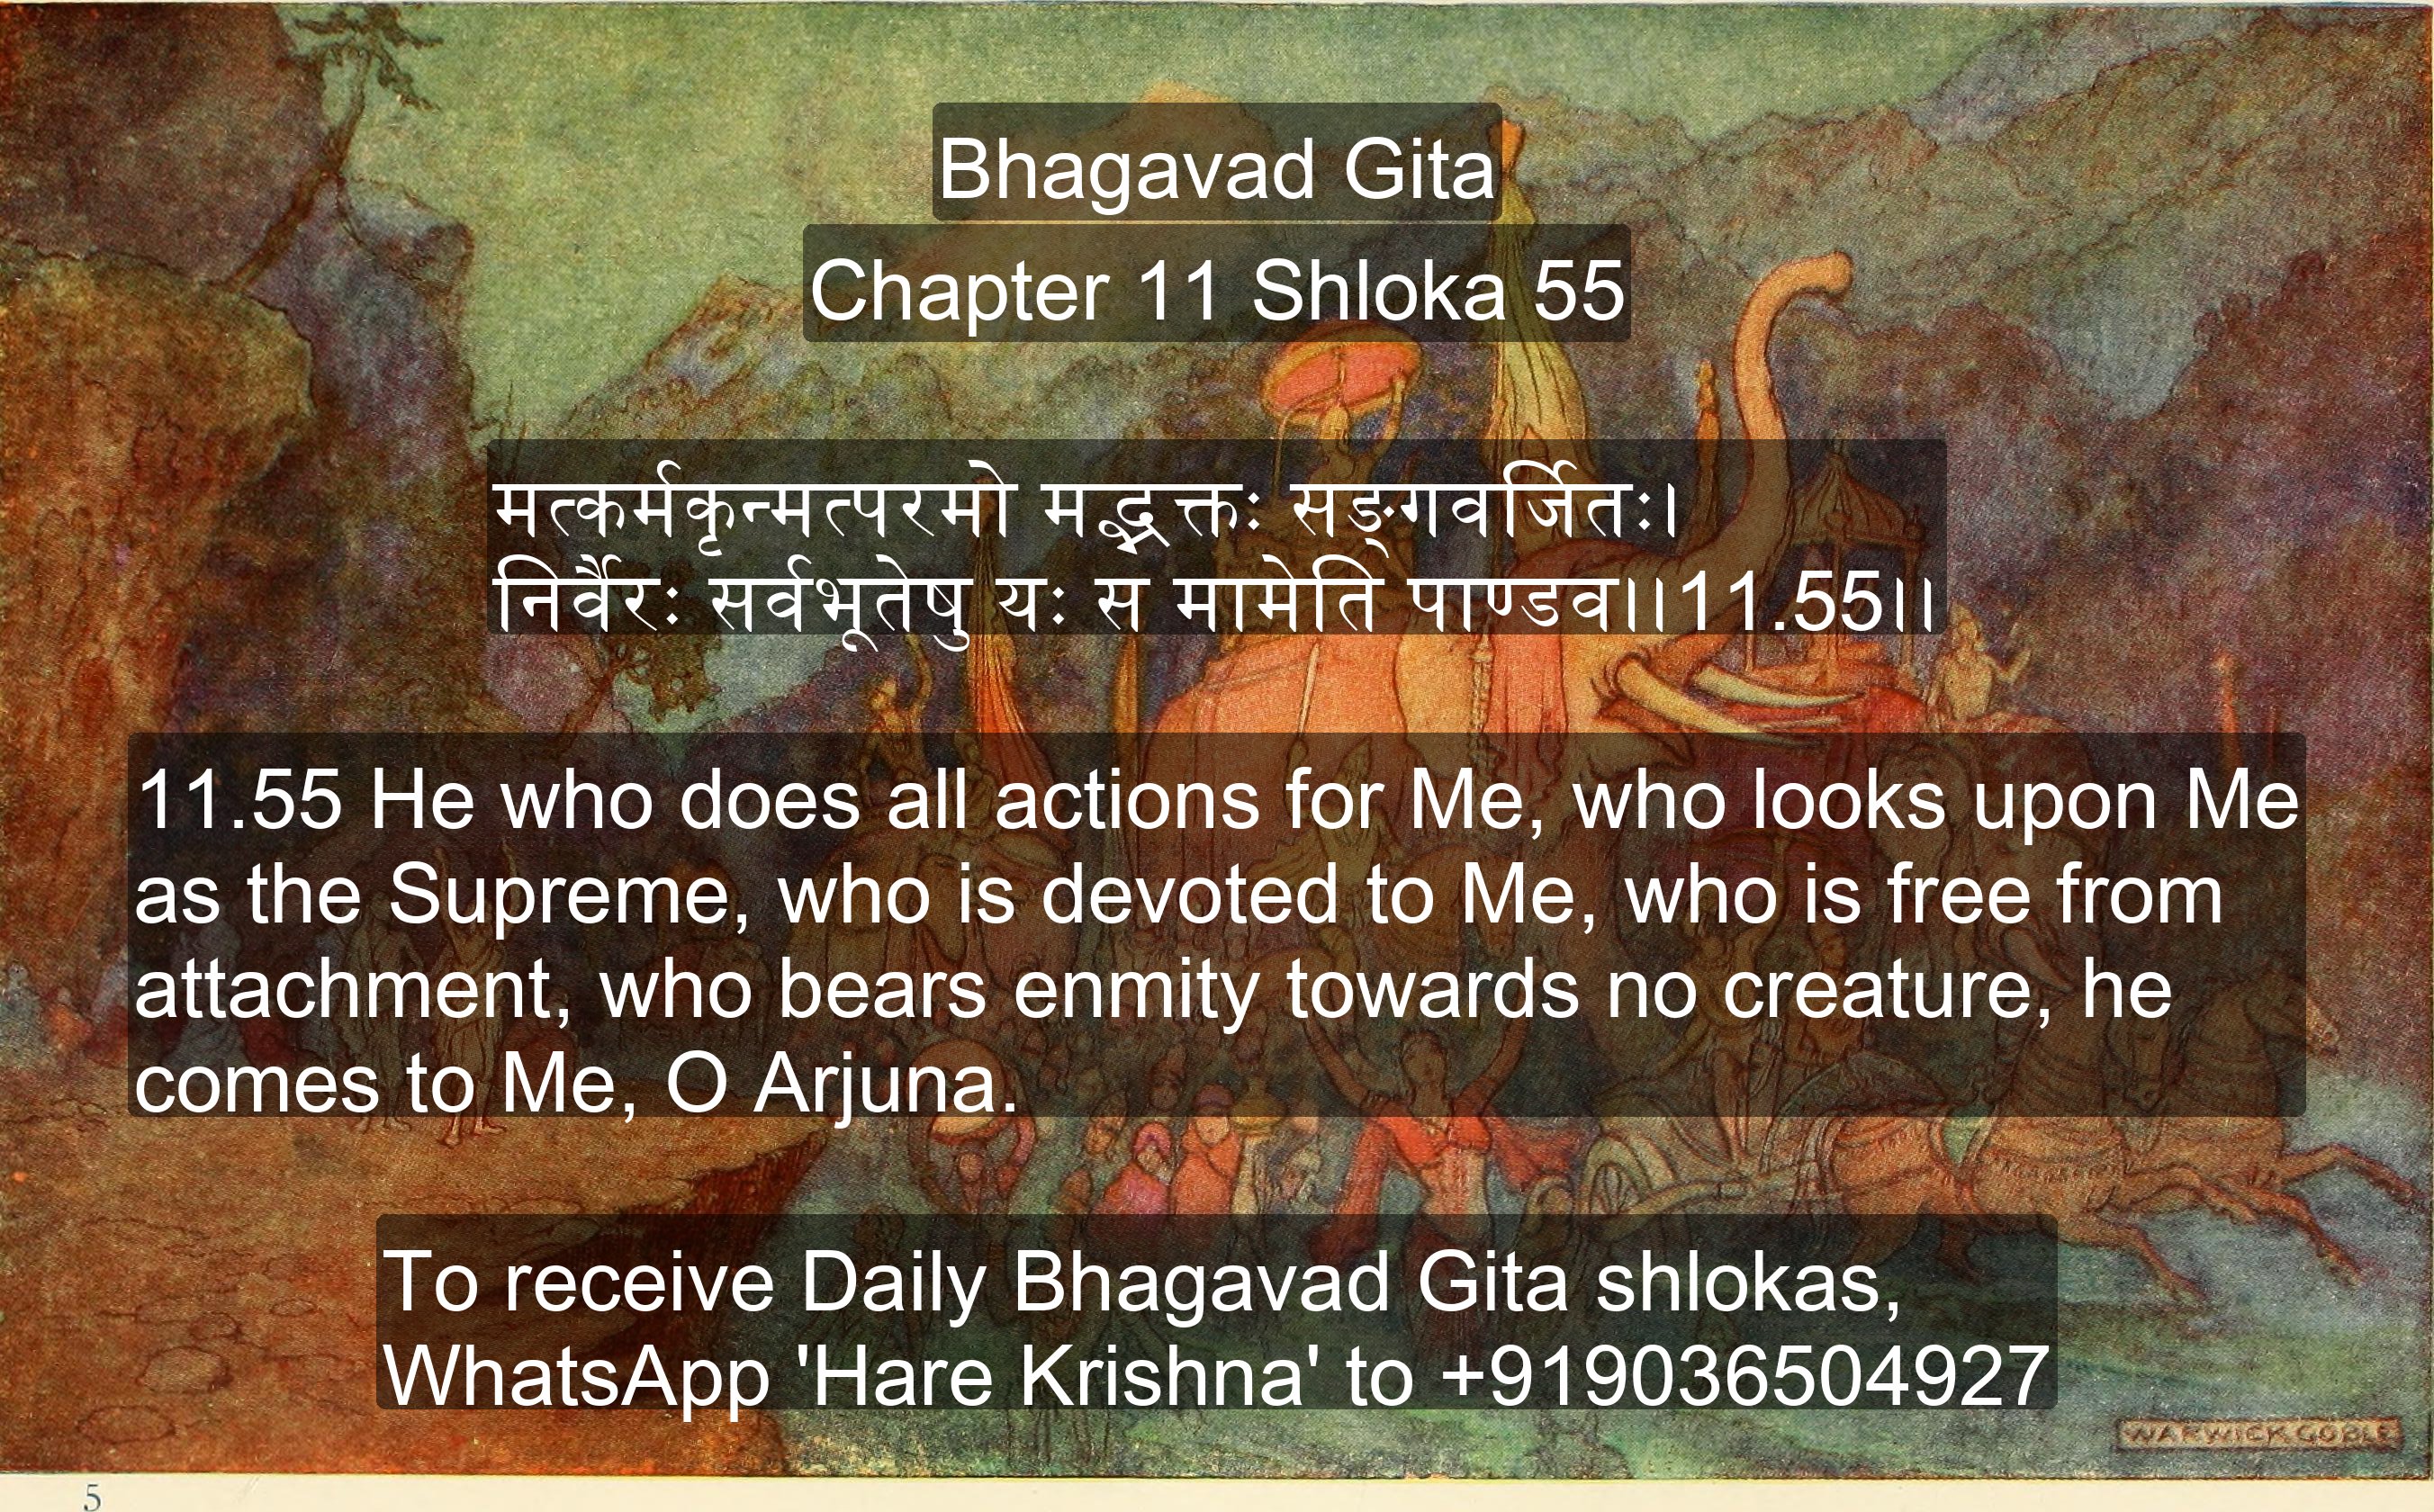 Bhagavad Gita
Chapter 11 Shloka 55
मत्कर्मकृन्मत्परमो मद्भक्तः सङ्गवर्जितः।
निर्वैरः सर्वभूतेषु यः स मामेति पाण्डव।।11.55।।
11.55 He who does all actions for Me, who looks upon Me
as the Supreme, who is devoted to Me, who is free from
attachment, who bears enmity towards no creature, he
comes to Me, O Arjuna.
To receive Daily Bhagavad Gita shlokas,
WhatsApp 'Hare Krishna' to +919036504927
WARWICK GOBLE
5